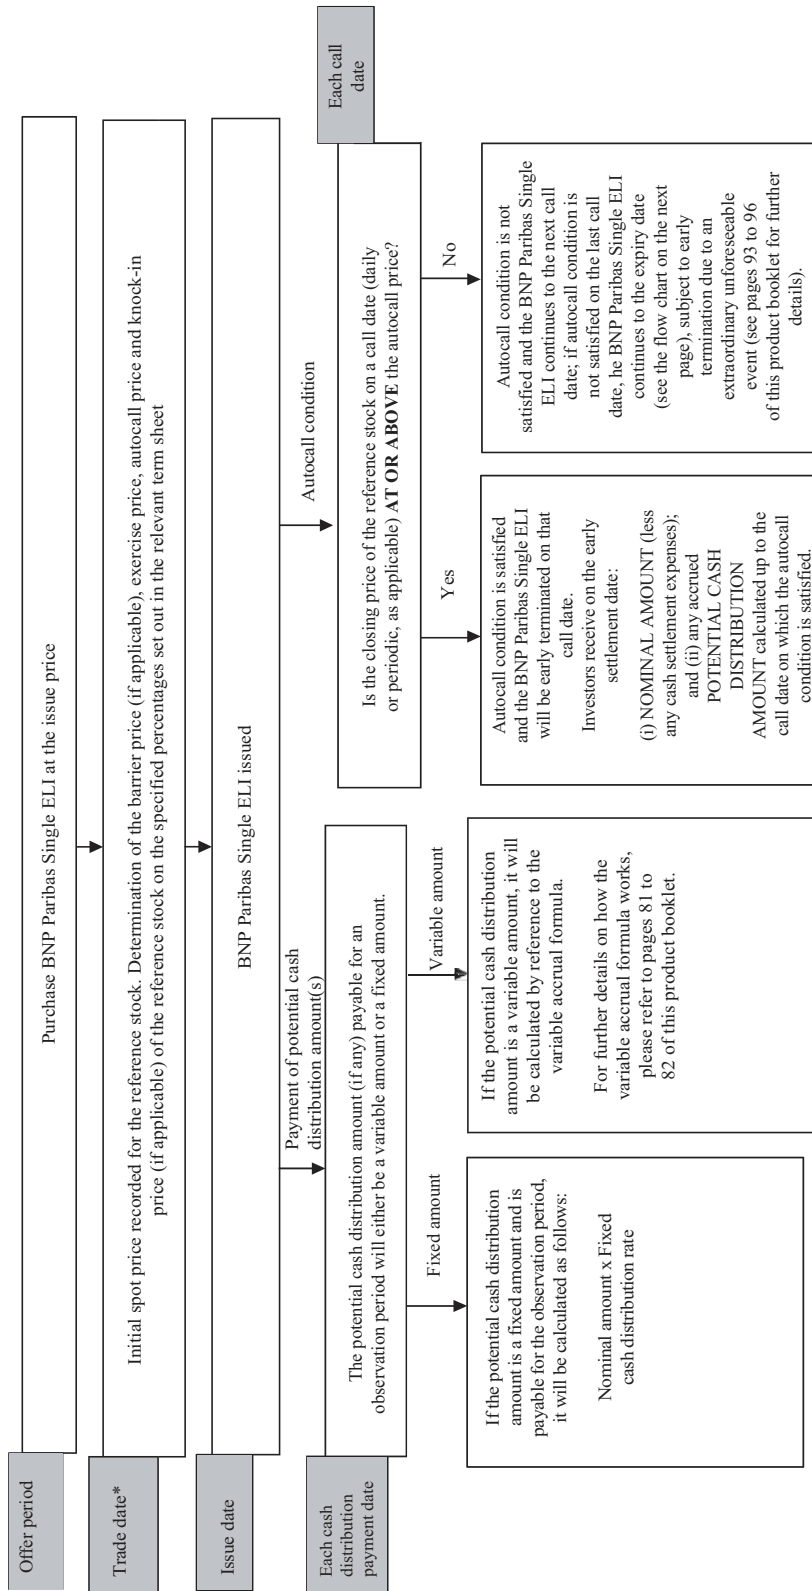 Offer period
Purchase BNP Paribas Single ELI at the issue price
Trade date*
Initial spot price recorded for the reference stock. Determination of the barrier price (if applicable), exercise price, autocall price and knock-in
price (if applicable) of the reference stock on the specified percentages set out in the relevant term sheet
Issue date
BNP Paribas Single ELI issued
Payment of potential cash
distribution amount(s)
Autocall condition
Each cash
distribution
payment date
The potential cash distribution amount (if any) payable for an
observation period will either be a variable amount or a fixed amount.
Each call
date
Is the closing price of the reference stock on a call date (daily
or periodic, as applicable) AT OR ABOVE the autocall price?
Fixed amount
Variable amount
Yes
No
If the potential cash distribution
amount is a fixed amount and is
payable for the observation period,
it will be calculated as follows:
Nominal amount x Fixed
cash distribution rate
If the potential cash distribution
amount is a variable amount, it will
be calculated by reference to the
variable accrual formula.
For further details on how the
variable accrual formula works,
please refer to pages 81 to
82 of this product booklet.
Autocall condition is satisfied
and the BNP Paribas Single ELI
will be early terminated on that
call date.
Investors receive on the early
settlement date:
(i) NOMINAL AMOUNT (less
any cash settlement expenses);
and (ii) any accrued
POTENTIAL CASH
DISTRIBUTION
AMOUNT calculated up to the
call date on which the autocall
condition is satisfied.
Autocall condition is not
satisfied and the BNP Paribas Single
ELI continues to the next call
date; if autocall condition is
not satisfied on the last call
date, he BNP Paribas Single ELI
continues to the expiry date
(see the flow chart on the next
page), subject to early
termination due to an
extraordinary unforeseeable
event (see pages 93 to 96
of this product booklet for further
details).